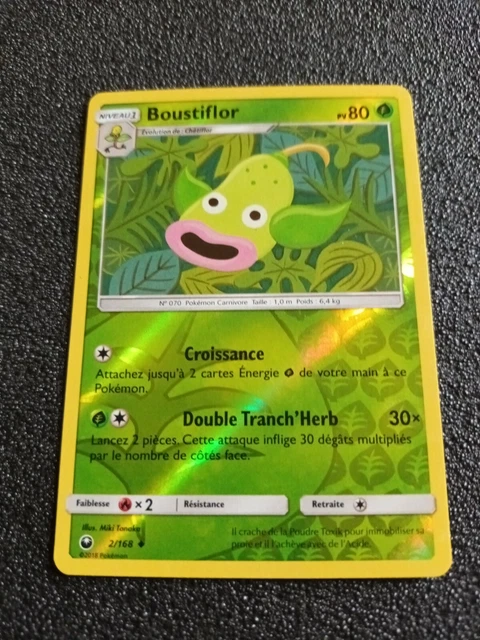 NIVEAU 1
Boustiflor
PV 80
Évolution de Chétiflor
N° 070 Pokémon Carnivore Taille : 1,0 m Poids : 6,4 kg
Croissance
Attachez jusqu'à 2 cartes Énergie de votre main à ce
Pokémon.
Double Tranch'Herb 30×
Lancez 2 pièces. Cette attaque inflige 30 dégâts multipliés
par le nombre de côtés face.
Faiblesse × 2 Résistance Retraite
Illus. Miki Tanaka
2/168
©2018 Pokémon
Il crache de la Poudre Toxik pour immobiliser sa
proie et il l'achève avec de l'Acide.